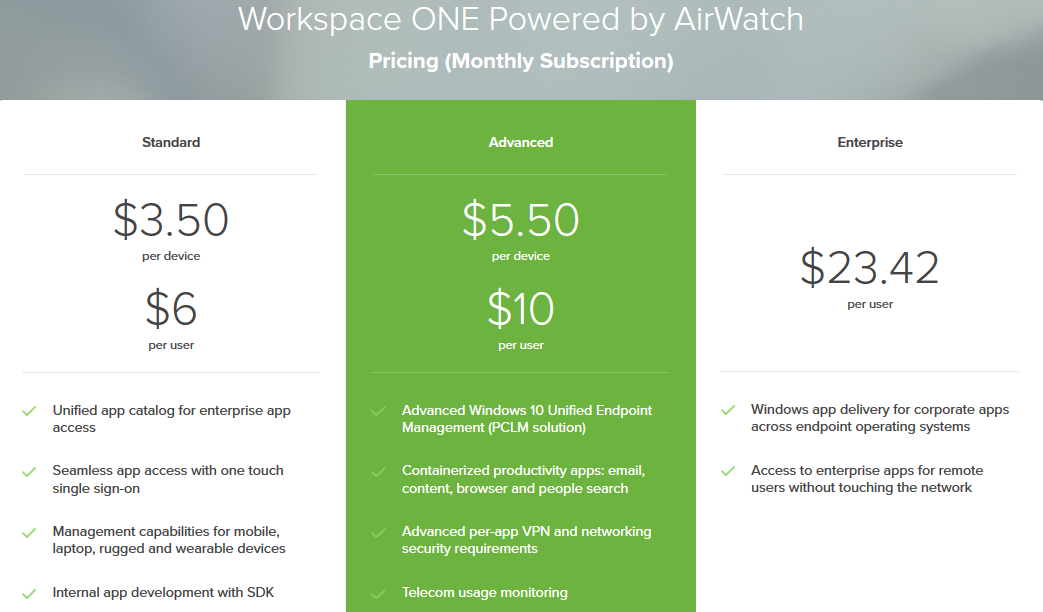 Workspace ONE Powered by AirWatch
Pricing (Monthly Subscription)
Standard
$3.50
per device
$6
per user
Unified app catalog for enterprise app
access
Seamless app access with one touch
single sign-on
Management capabilities for mobile,
laptop, rugged and wearable devices
Internal app development with SDK
Advanced
$5.50
per device
$10
per user
Advanced Windows 10 Unified Endpoint
Management (PCLM solution)
Containerized productivity apps: email,
content, browser and people search
Advanced per-app VPN and networking
security requirements
Telecom usage monitoring
Enterprise
$23.42
per user
Windows app delivery for corporate apps
across endpoint operating systems
Access to enterprise apps for remote
users without touching the network